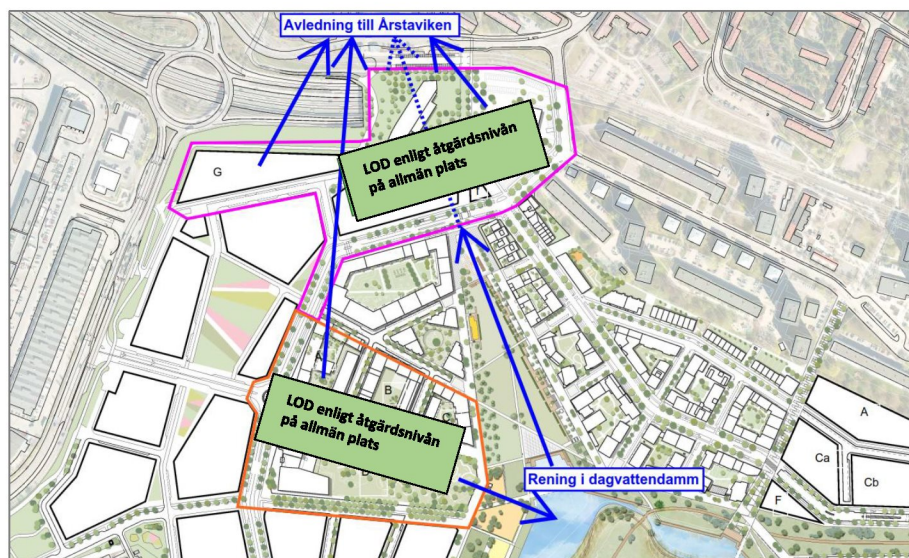 Avledning till Årstaviken
LOD enligt åtgärdsnivån
på allmän plats
G
A
B
C
LOD enligt åtgärdsnivån
på allmän plats
Rening i dagvattendamm
A
Ca
Cb
F